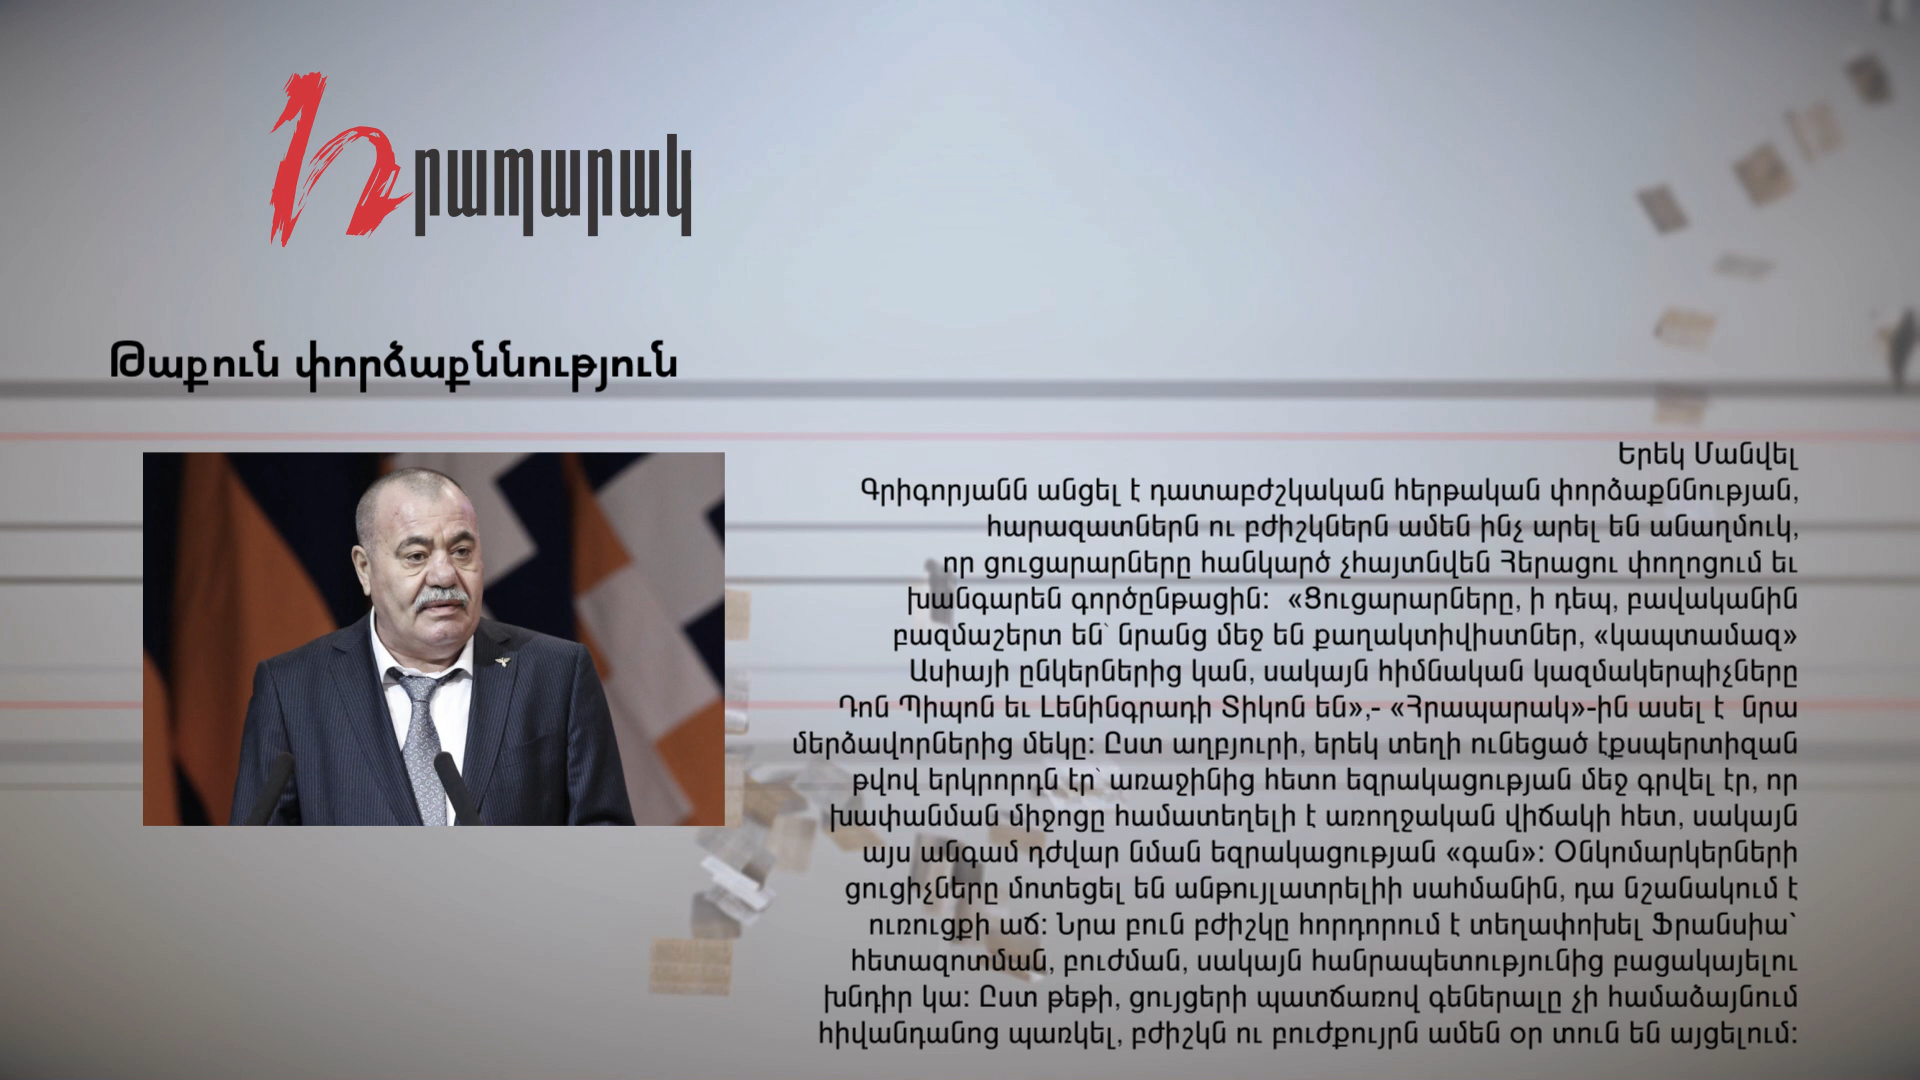 Հրապարակ
Թաքուն փորձաքննություն
Երեկ Մանվել
Գրիգորյանն անցել է դատաբժշկական հերթական փորձաքննության,
հարազատներն ու բժիշկներն ամեն ինչ արել են անաղմուկ,
որ ցուցարարները հանկարծ չհայտնվեն Հերացու փողոցում եւ
խանգարեն գործընթացին: «Ցուցարարները, ի դեպ, բավականին
բազմաշերտ են՝ նրանց մեջ են քաղակտիվիստներ, «կապտամազ»
Ասիայի ընկերներից կան, սակայն հիմնական կազմակերպիչները
Դոն Պիպոն եւ Լենինգրադի Տիկոն են»,- «Հրապարակ»-ին ասել է նրա
մերձավորներից մեկը: Ըստ աղբյուրի, երեկ տեղի ունեցած էքսպերտիզան
թվով երկրորդն էր՝ առաջինից հետո եզրակացության մեջ գրվել էր, որ
խափանման միջոցը համատեղելի է առողջական վիճակի հետ, սակայն
այս անգամ դժվար նման եզրակացության «գան»: Օնկոմարկերների
ցուցիչները մոտեցել են անթույլատրելիի սահմանին, դա նշանակում է
ուռուցքի աճ: Նրա բուն բժիշկը հորդորում է տեղափոխել Ֆրանսիա՝
հետազոտման, բուժման, սակայն հանրապետությունից բացակայելու
խնդիր կա: Ըստ թեթի, ցույցերի պատճառով գեներալը չի համաձայնում
հիվանդանոց պառկել, բժիշկն ու բուժքույրն ամեն օր տուն են այցելում: